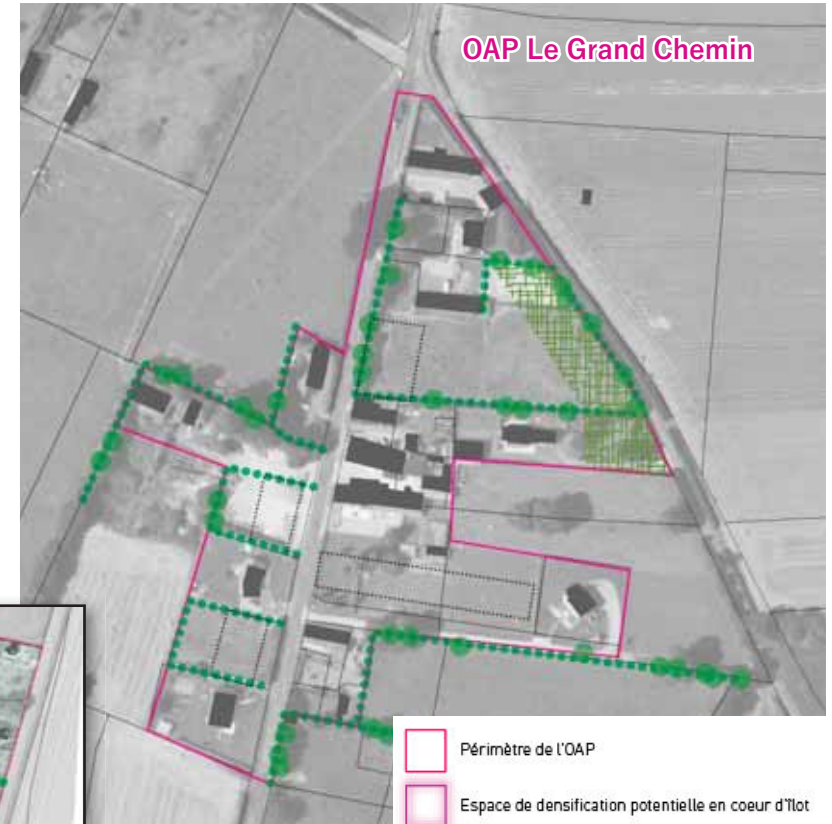 OAP Le Grand Chemin
Périmètre de l'OAP
Espace de densification potentielle en coeur d'îlot